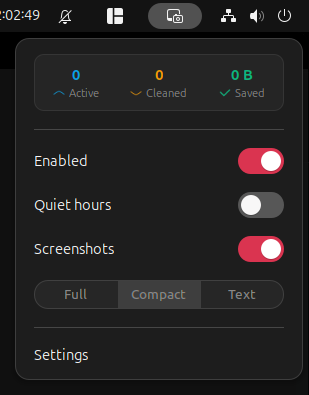 2:02:49
0 0 0 B
Active Cleaned Saved
Enabled
Quiet hours
Screenshots
Full Compact Text
Settings